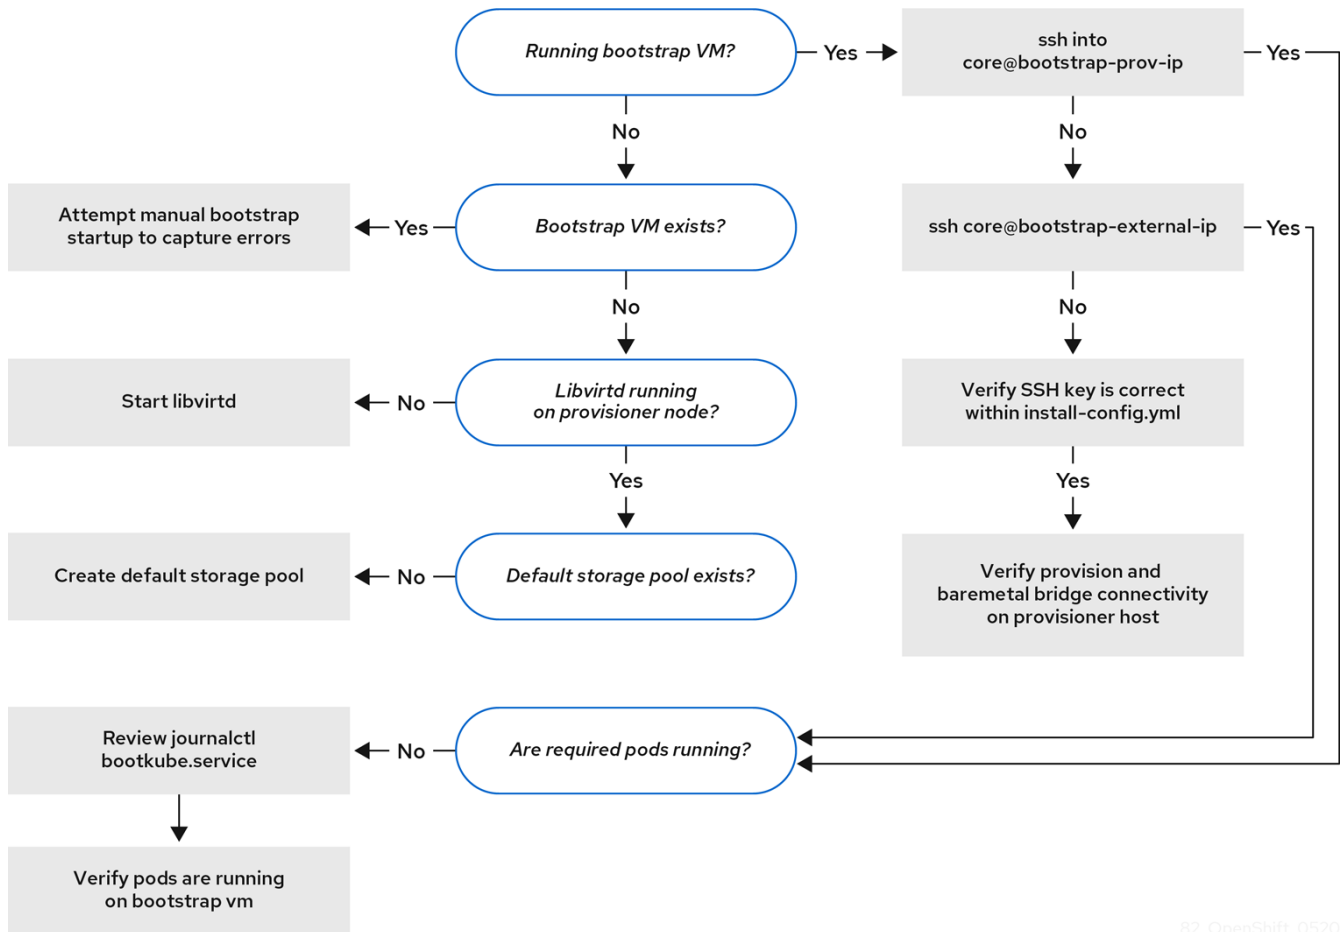 Running bootstrap VM?
Yes
ssh into
core@bootstrap-prov-ip
Yes
No
No
Attempt manual bootstrap
startup to capture errors
Yes
Bootstrap VM exists?
ssh core@bootstrap-external-ip
Yes
No
No
Start libvirtd
No
Libvirtd running
on provisioner node?
Verify SSH key is correct
within install-config.yml
Yes
Yes
Create default storage pool
No
Default storage pool exists?
Verify provision and
baremetal bridge connectivity
on provisioner host
Review journalctl
bootkube.service
No
Are required pods running?
Verify pods are running
on bootstrap vm
82_OpenShift_0520